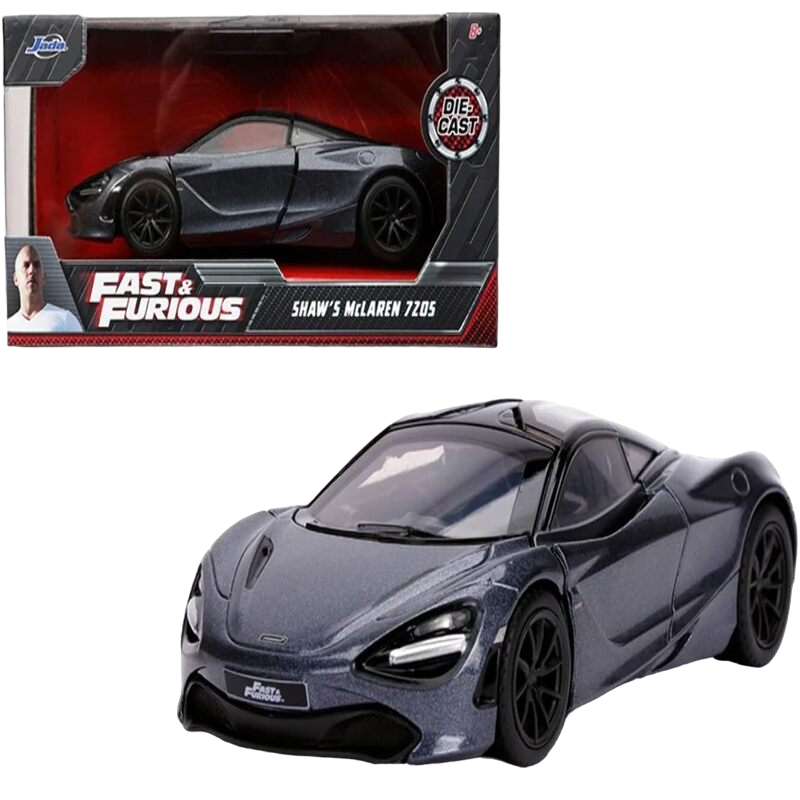 Jada
8+
DIE-
CAST
FAST &
FURIOUS
SHAW'S McLAREN 720S
FAST &
FURIOUS